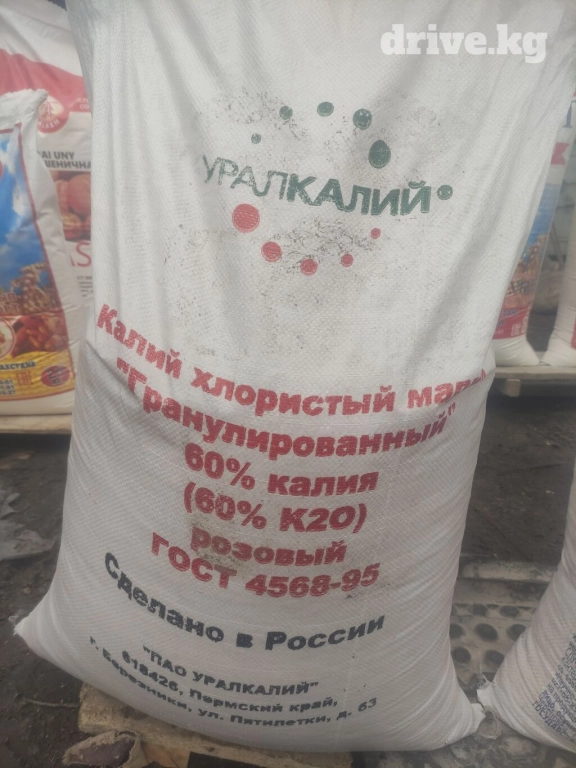 drive.kg
УРАЛКАЛИЙ
Калий хлористый
"Гранулированный"
60% калия
(60% K2O)
розовый
ГОСТ 4568-95
Сделано в России
"ПАО УРАЛКАЛИЙ"
618426, Пермский край,
г. Березники, ул. Пятилетки, д. 63